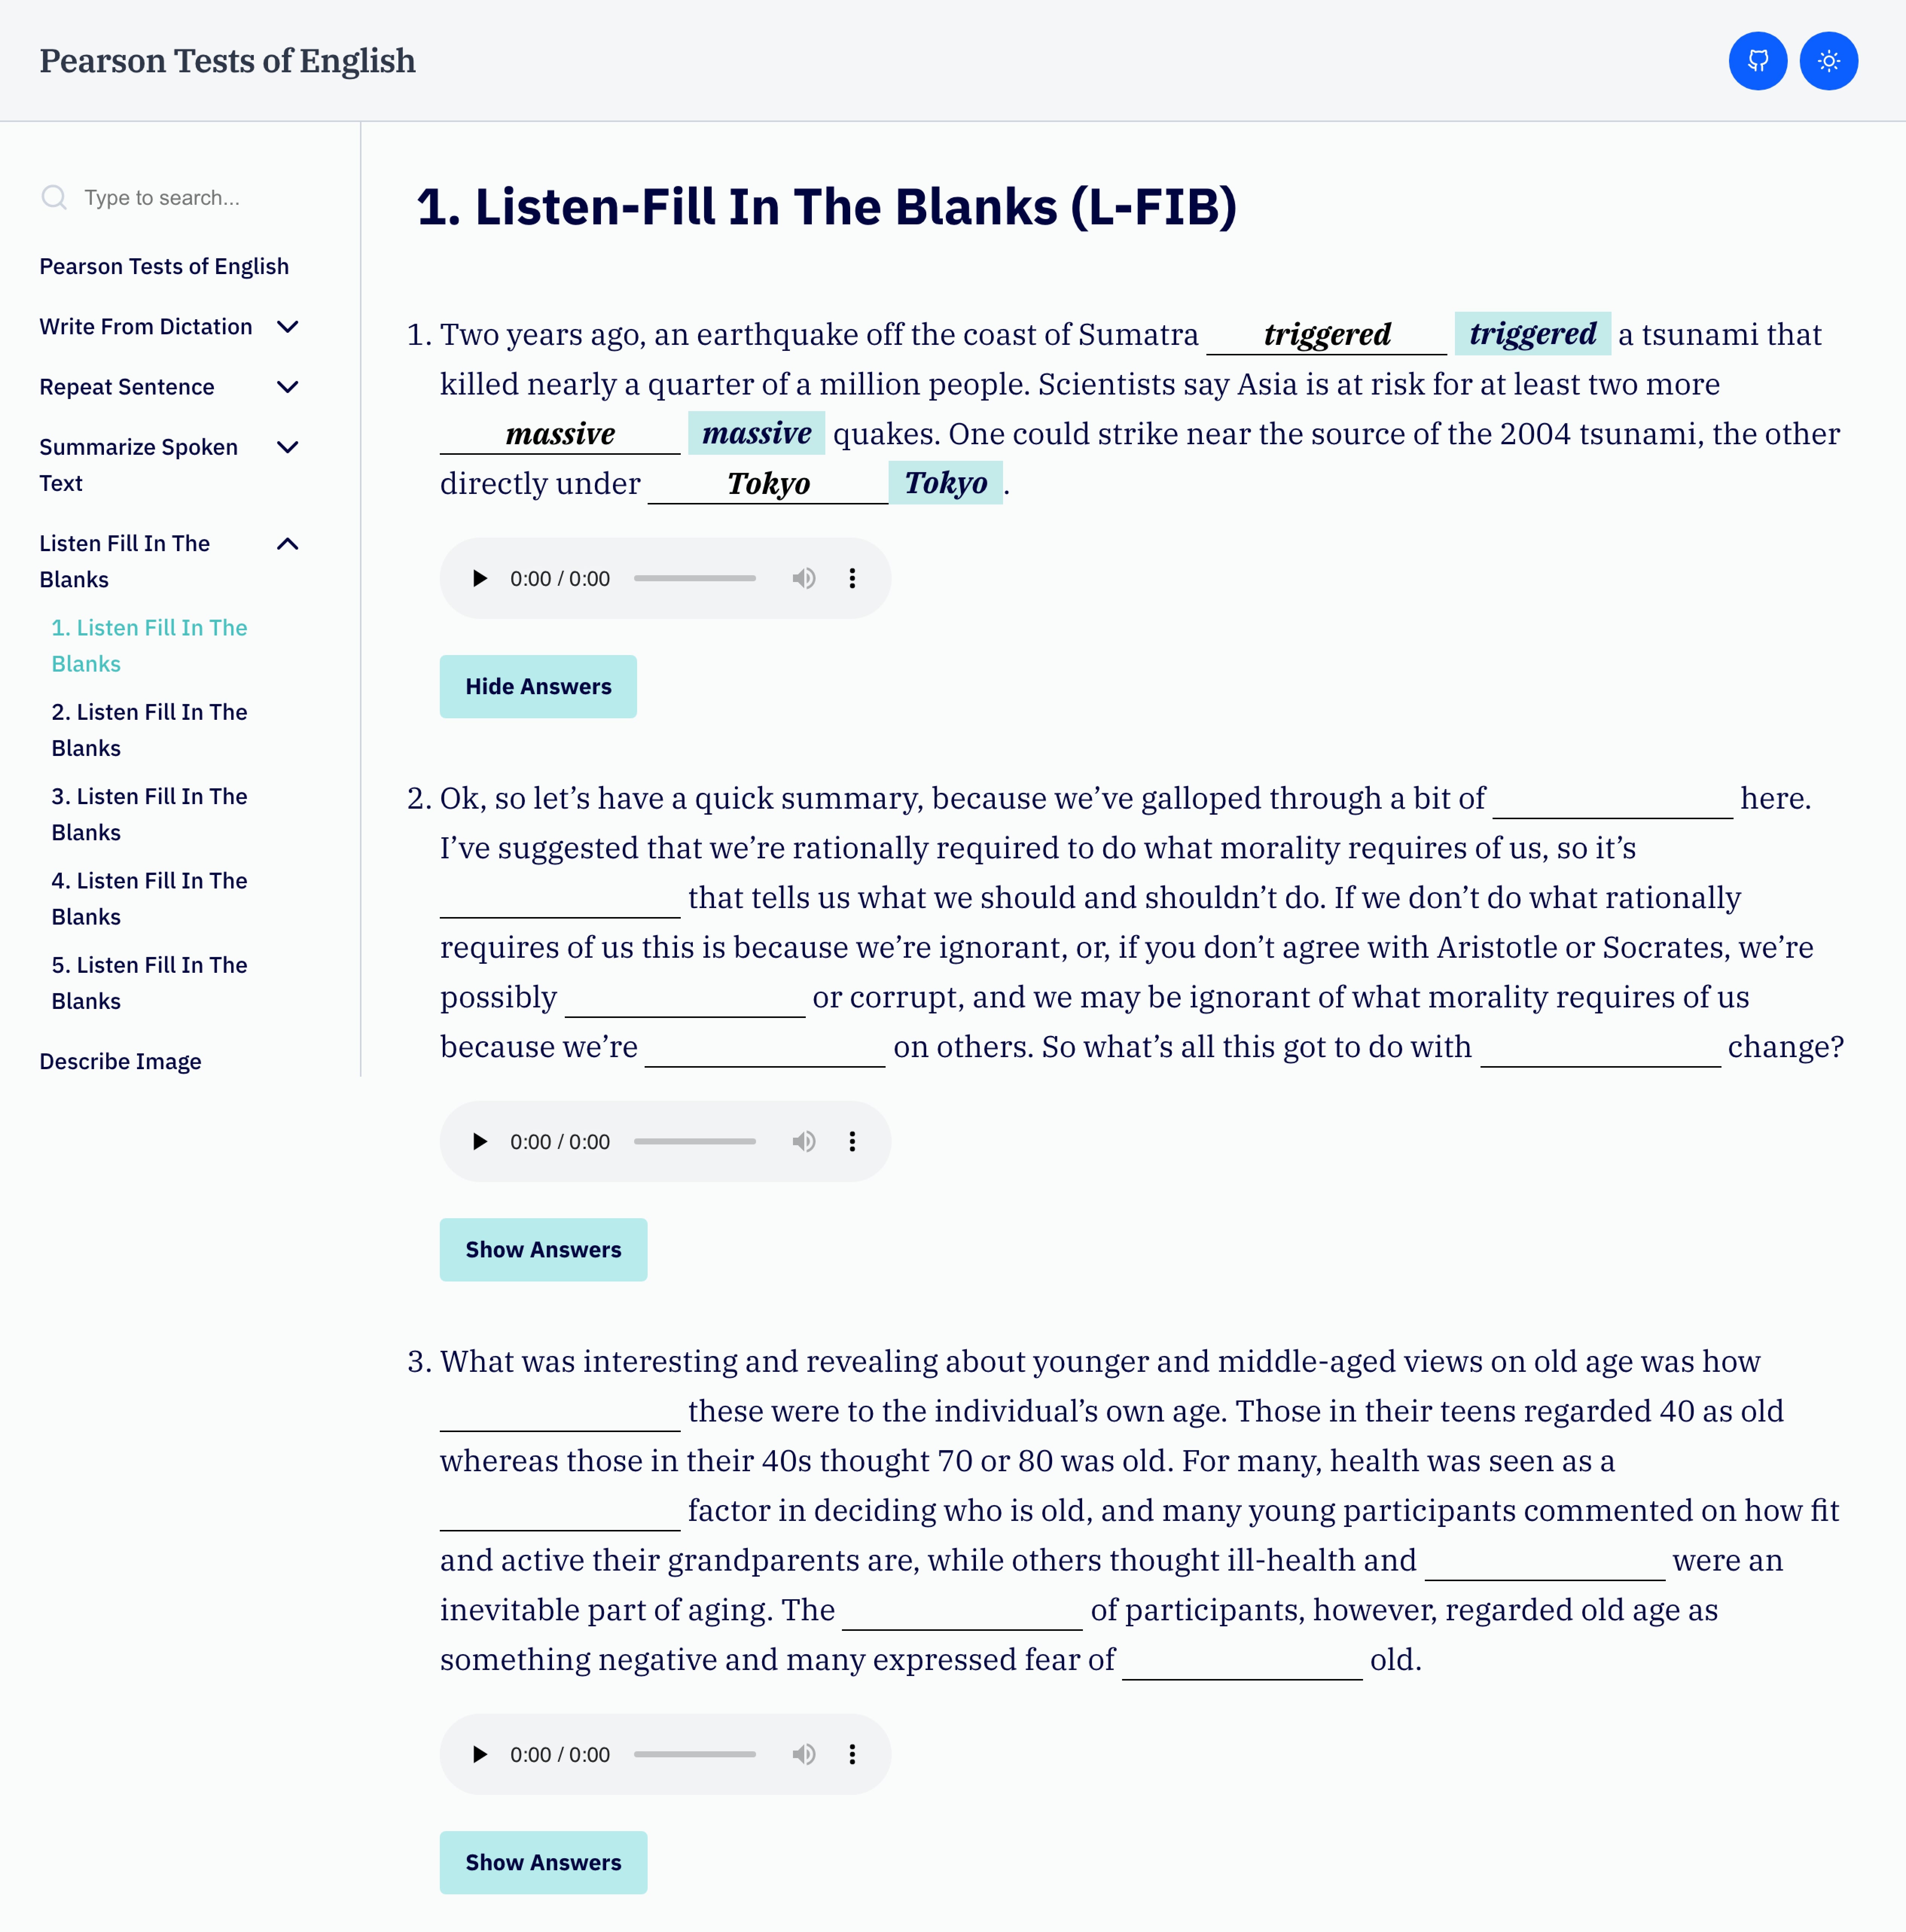 Pearson Tests of English
Type to search...
Pearson Tests of English
Write From Dictation
Repeat Sentence
Summarize Spoken
Text
Listen Fill In The
Blanks
1. Listen Fill In The
Blanks
2. Listen Fill In The
Blanks
3. Listen Fill In The
Blanks
4. Listen Fill In The
Blanks
5. Listen Fill In The
Blanks
Describe Image
1. Listen-Fill In The Blanks (L-FIB)
1. Two years ago, an earthquake off the coast of Sumatra triggered triggered a tsunami that
killed nearly a quarter of a million people. Scientists say Asia is at risk for at least two more
massive massive quakes. One could strike near the source of the 2004 tsunami, the other
directly under Tokyo Tokyo.
0:00 / 0:00
Hide Answers
2. Ok, so let’s have a quick summary, because we’ve galloped through a bit of ________ here.
I’ve suggested that we’re rationally required to do what morality requires of us, so it’s
________ that tells us what we should and shouldn’t do. If we don’t do what rationally
requires of us this is because we’re ignorant, or, if you don’t agree with Aristotle or Socrates, we’re
possibly ________ or corrupt, and we may be ignorant of what morality requires of us
because we’re ________ on others. So what’s all this got to do with ________ change?
0:00 / 0:00
Show Answers
3. What was interesting and revealing about younger and middle-aged views on old age was how
________ these were to the individual’s own age. Those in their teens regarded 40 as old
whereas those in their 40s thought 70 or 80 was old. For many, health was seen as a
________ factor in deciding who is old, and many young participants commented on how fit
and active their grandparents are, while others thought ill-health and ________ were an
inevitable part of aging. The ________ of participants, however, regarded old age as
something negative and many expressed fear of ________ old.
0:00 / 0:00
Show Answers